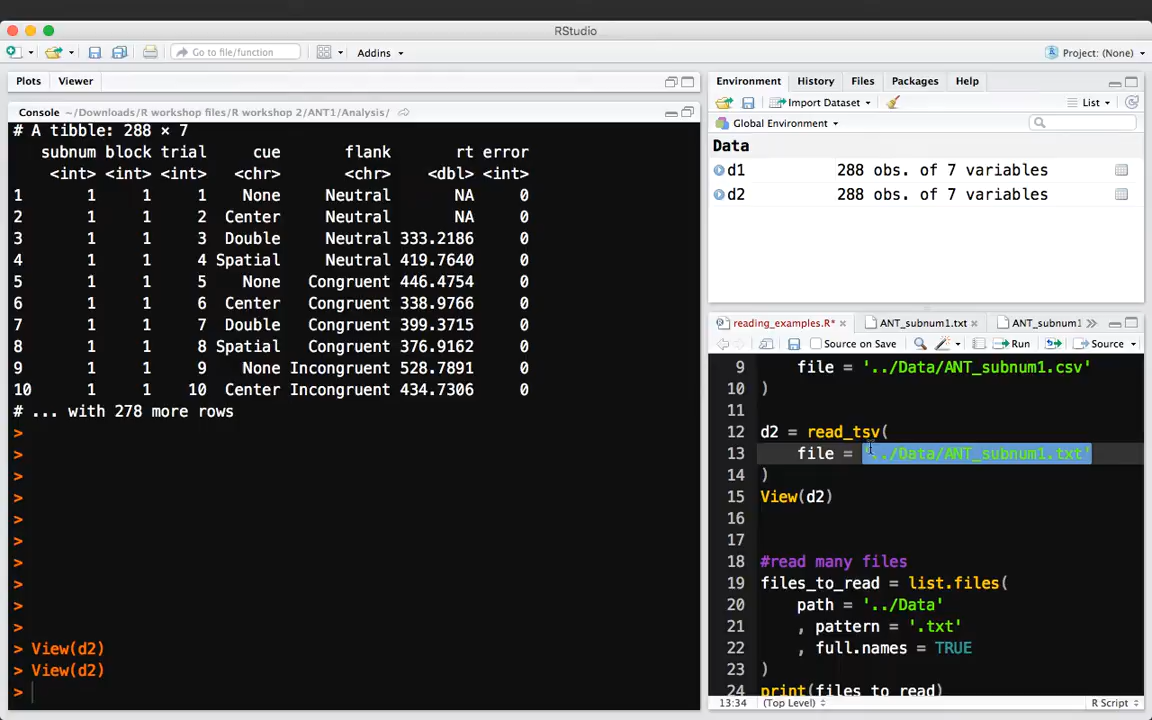 RStudio
Go to file/function
Addins
Project: (None)
Plots Viewer
Console ~/Downloads/R workshop files/R workshop 2/ANT1/Analysis/
# A tibble: 288 × 7
subnum block trial cue flank rt error
<int> <int> <int> <chr> <chr> <dbl> <int>
1 1 1 1 None Neutral NA 0
2 1 1 2 Center Neutral NA 0
3 1 1 3 Double Neutral 333.2186 0
4 1 1 4 Spatial Neutral 419.7640 0
5 1 1 5 None Congruent 446.4754 0
6 1 1 6 Center Congruent 338.9766 0
7 1 1 7 Double Congruent 399.3715 0
8 1 1 8 Spatial Congruent 376.9162 0
9 1 1 9 None Incongruent 528.7891 0
10 1 1 10 Center Incongruent 434.7306 0
# ... with 278 more rows
>
>
>
>
>
>
>
>
>
>
> View(d2)
> View(d2)
>
Environment History Files Packages Help
Import Dataset List
Global Environment
Data
d1 288 obs. of 7 variables
d2 288 obs. of 7 variables
reading_examples.R* ANT_subnum1.txt ANT_subnum1
Source on Save Run Source
9 file = '../Data/ANT_subnum1.csv'
10 )
11
12 d2 = read_tsv(
13 file = '../Data/ANT_subnum1.txt'
14 )
15 View(d2)
16
17
18 #read many files
19 files_to_read = list.files(
20 path = '../Data'
21 , pattern = '.txt'
22 , full.names = TRUE
23 )
24 print(files_to_read)
13:34 (Top Level) R Script